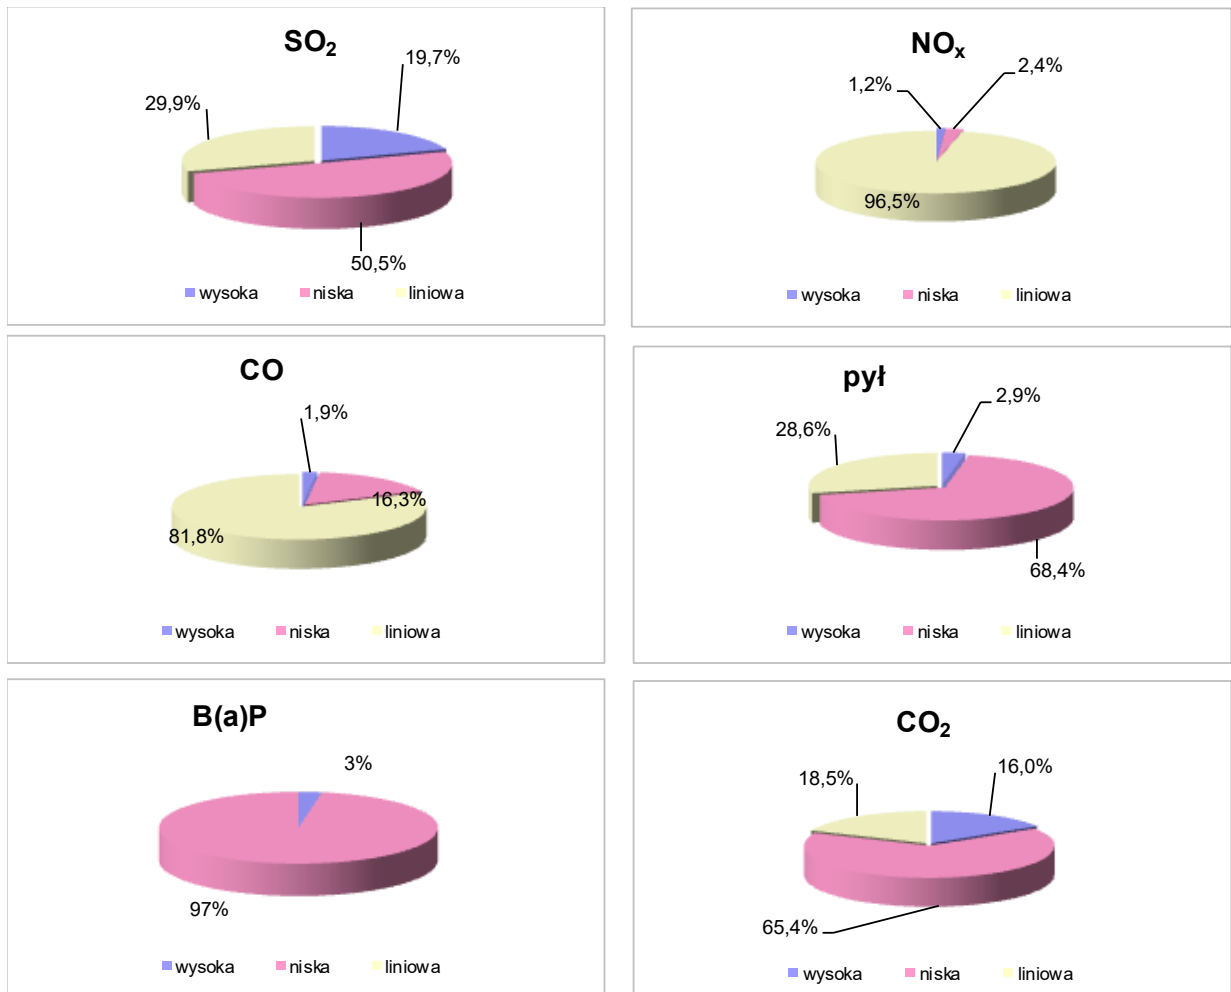 SO₂
19,7%
29,9%
50,5%
wysoka niska liniowa
NOₓ
2,4%
1,2%
96,5%
wysoka niska liniowa
CO
1,9%
16,3%
81,8%
wysoka niska liniowa
pył
2,9%
28,6%
68,4%
wysoka niska liniowa
B(a)P
3%
97%
wysoka niska liniowa
CO₂
16,0%
18,5%
65,4%
wysoka niska liniowa